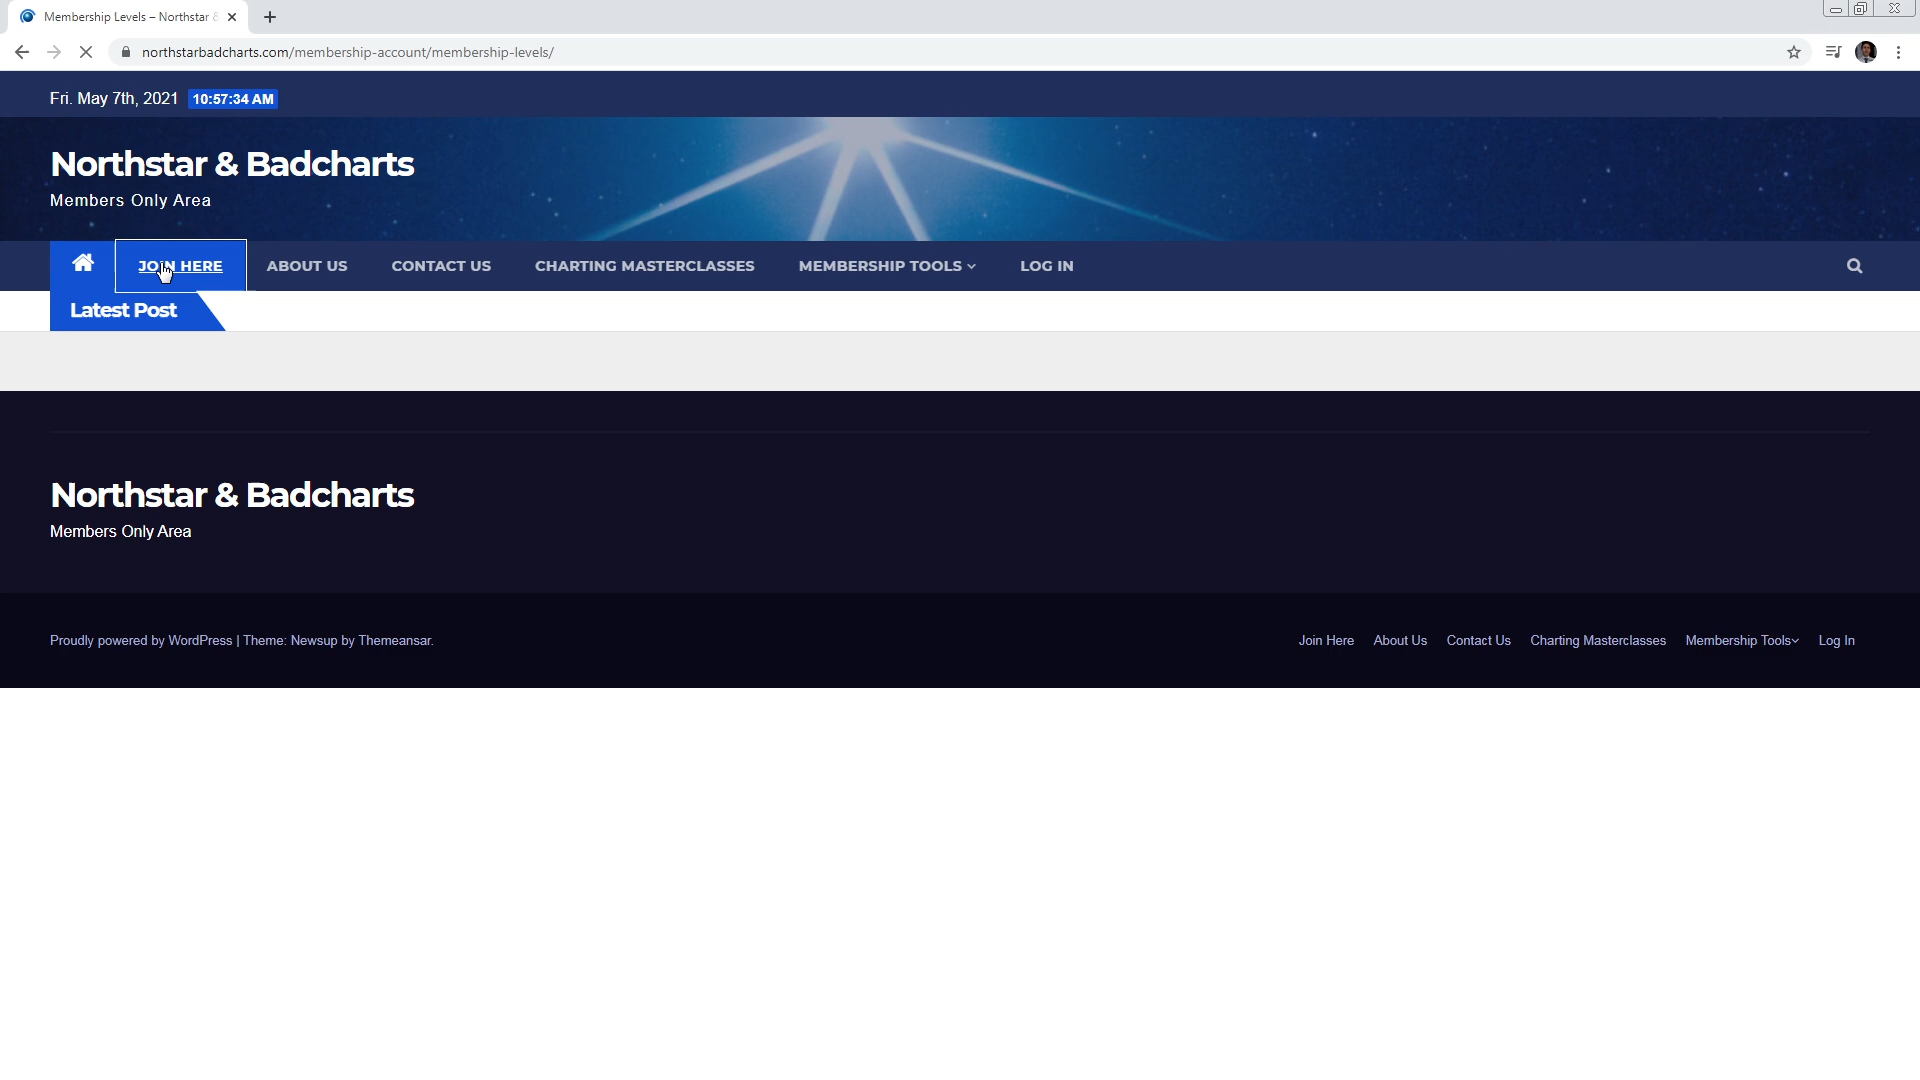 Membership Levels – Northstar &
northstarbadcharts.com/membership-account/membership-levels/
Fri. May 7th, 2021 10:57:34 AM
Northstar & Badcharts
Members Only Area
JOIN HERE ABOUT US CONTACT US CHARTING MASTERCLASSES MEMBERSHIP TOOLS LOG IN
Latest Post
Northstar & Badcharts
Members Only Area
Proudly powered by WordPress | Theme: Newsup by Themeansar. Join Here About Us Contact Us Charting Masterclasses Membership Tools Log In